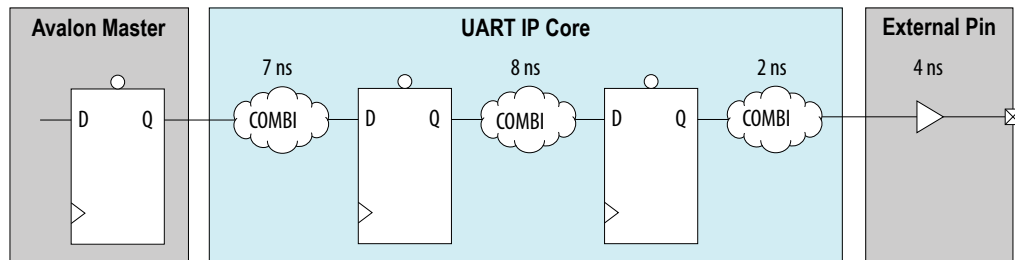 Avalon Master
UART IP Core
External Pin
7 ns
8 ns
2 ns
4 ns
D Q
COMBI
D Q
COMBI
D Q
COMBI